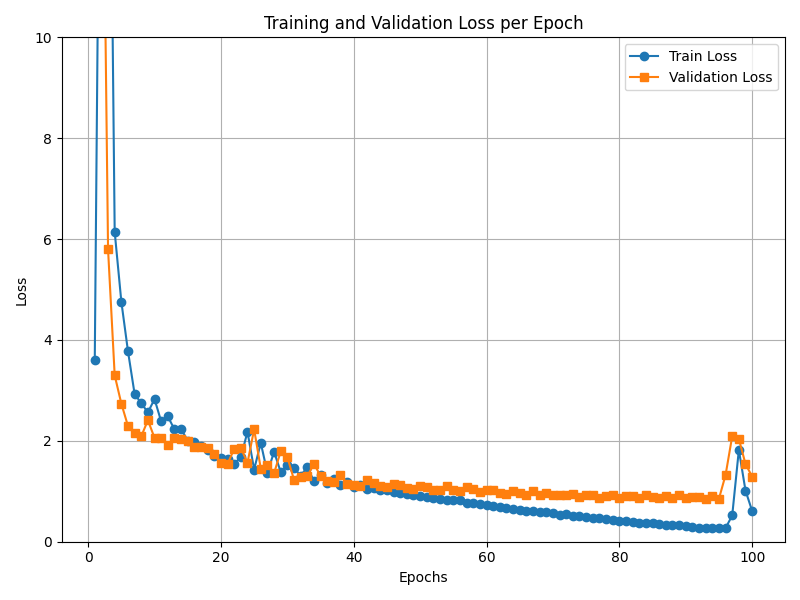 Training and Validation Loss per Epoch
Train Loss
Validation Loss
10
8
6
4
2
0
Loss
0 20 40 60 80 100
Epochs